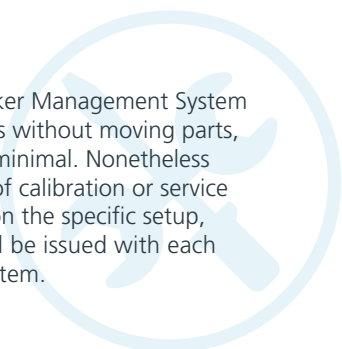 ker Management System
s without moving parts,
minimal. Nonetheless
of calibration or service
on the specific setup,
l be issued with each
tem.